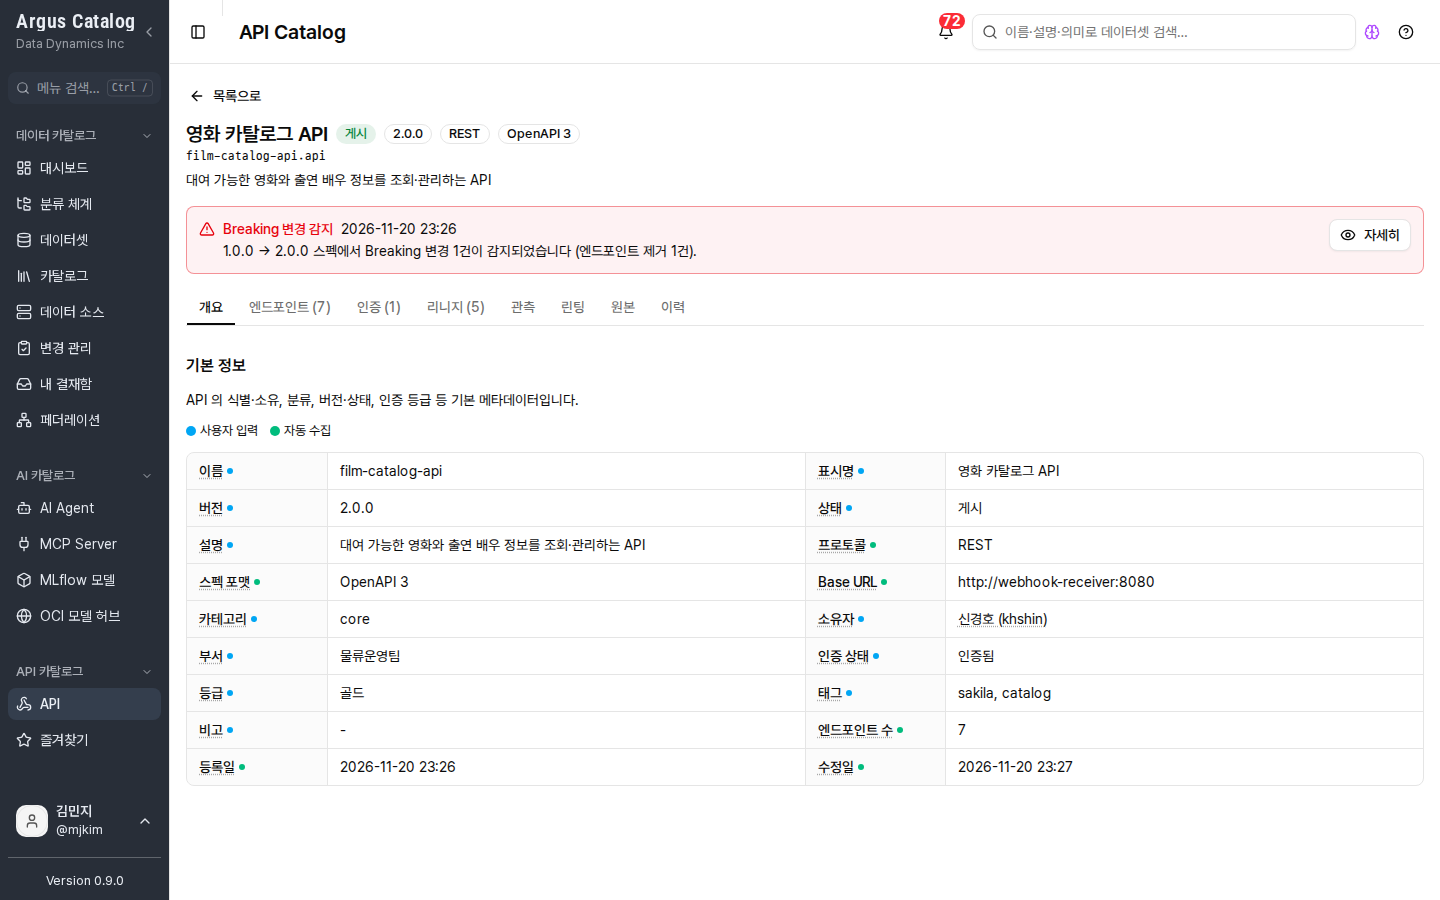 Argus Catalog
Data Dynamics Inc
메뉴 검색... Ctrl /
데이터 카탈로그
대시보드
분류 체계
데이터셋
카탈로그
데이터 소스
변경 관리
내 결재함
페더레이션
AI 카탈로그
AI Agent
MCP Server
MLflow 모델
OCI 모델 허브
API 카탈로그
API
즐겨찾기
김민지
@mjkim
Version 0.9.0
API Catalog
72
이름·설명·의미로 데이터셋 검색...
목록으로
영화 카탈로그 API 게시 2.0.0 REST OpenAPI 3
film-catalog-api.api
대여 가능한 영화와 출연 배우 정보를 조회·관리하는 API
Breaking 변경 감지 2026-11-20 23:26
1.0.0 → 2.0.0 스펙에서 Breaking 변경 1건이 감지되었습니다 (엔드포인트 제거 1건).
자세히
개요 엔드포인트 (7) 인증 (1) 리니지 (5) 관측 린팅 원본 이력
기본 정보
API 의 식별·소유, 분류, 버전·상태, 인증 등급 등 기본 메타데이터입니다.
사용자 입력 자동 수집
이름 film-catalog-api 표시명 영화 카탈로그 API
버전 2.0.0 상태 게시
설명 대여 가능한 영화와 출연 배우 정보를 조회·관리하는 API 프로토콜 REST
스펙 포맷 OpenAPI 3 Base URL http://webhook-receiver:8080
카테고리 core 소유자 신경호 (khshin)
부서 물류운영팀 인증 상태 인증됨
등급 골드 태그 sakila, catalog
비고 - 엔드포인트 수 7
등록일 2026-11-20 23:26 수정일 2026-11-20 23:27